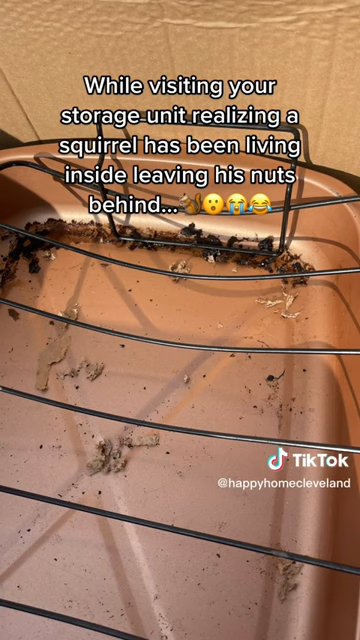 While visiting your
storage unit realizing a
squirrel has been living
inside leaving his nuts
behind...🌰😮😭😂
TikTok
@happyhomecleveland